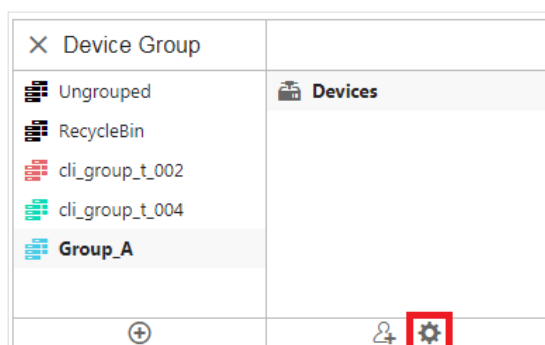 Device Group
Ungrouped
Devices
RecycleBin
cli_group_t_002
cli_group_t_004
Group_A